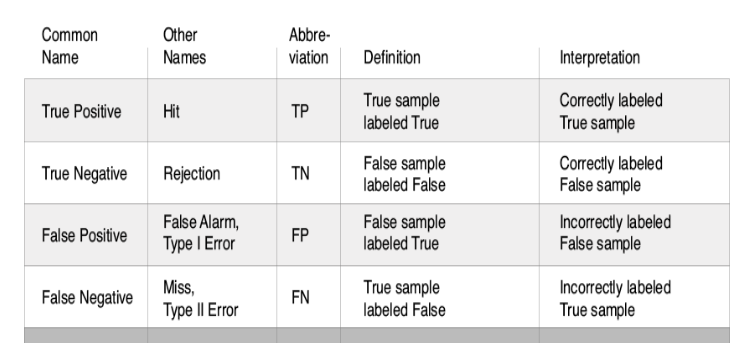 Common Name | Other Names | Abbre-viation | Definition | Interpretation
True Positive | Hit | TP | True sample labeled True | Correctly labeled True sample
True Negative | Rejection | TN | False sample labeled False | Correctly labeled False sample
False Positive | False Alarm, Type I Error | FP | False sample labeled True | Incorrectly labeled False sample
False Negative | Miss, Type II Error | FN | True sample labeled False | Incorrectly labeled True sample